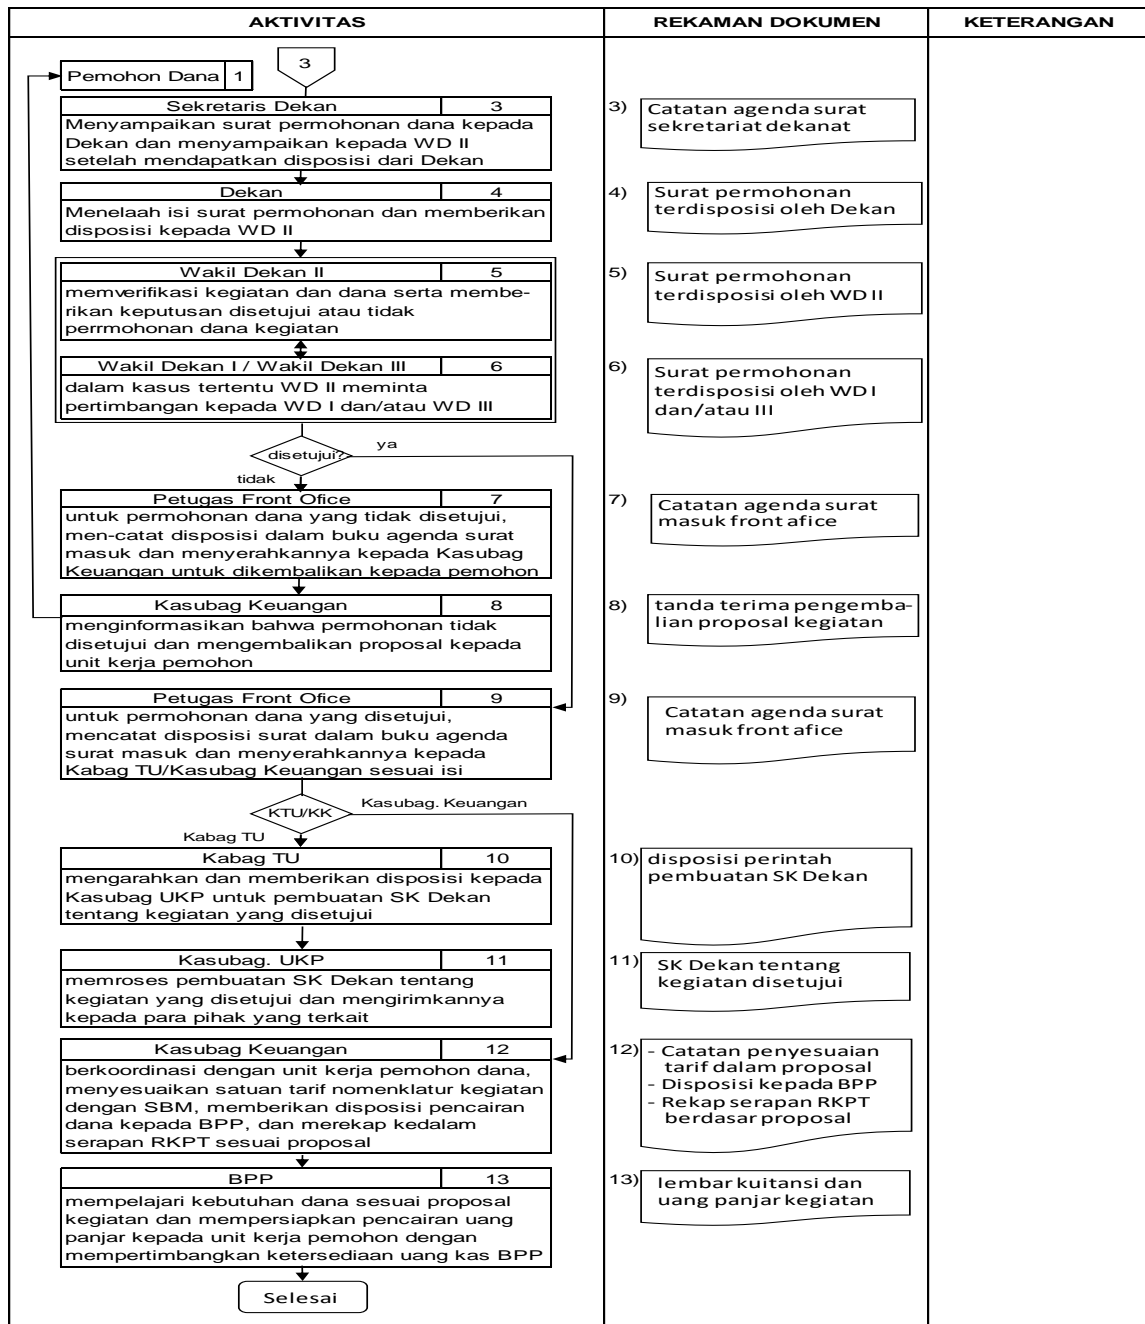 AKTIVITAS
REKAMAN DOKUMEN
KETERANGAN
3
Pemohon Dana 1
Sekretaris Dekan 3
Menyampaikan surat permohonan dana kepada
Dekan dan menyampaikan kepada WD II
setelah mendapatkan disposisi dari Dekan
3) Catatan agenda surat
sekretariat dekanat
Dekan 4
Menelaah isi surat permohonan dan memberikan
disposisi kepada WD II
4) Surat permohonan
terdisposisi oleh Dekan
Wakil Dekan II 5
memverifikasi kegiatan dan dana serta membe-
rikan keputusan disetujui atau tidak
perrmohonan dana kegiatan
5) Surat permohonan
terdisposisi oleh WD II
Wakil Dekan I / Wakil Dekan III 6
dalam kasus tertentu WD II meminta
pertimbangan kepada WD I dan/atau WD III
6) Surat permohonan
terdisposisi oleh WD I
dan/atau III
disetujui?
ya
tidak
Petugas Front Ofice 7
untuk permohonan dana yang tidak disetujui,
men-catat disposisi dalam buku agenda surat
masuk dan menyerahkannya kepada Kasubag
Keuangan untuk dikembalikan kepada pemohon
7) Catatan agenda surat
masuk front afice
Kasubag Keuangan 8
menginformasikan bahwa permohonan tidak
disetujui dan mengembalikan proposal kepada
unit kerja pemohon
8) tanda terima pengemba-
lian proposal kegiatan
Petugas Front Ofice 9
untuk permohonan dana yang disetujui,
mencatat disposisi surat dalam buku agenda
surat masuk dan menyerahkannya kepada
Kabag TU/Kasubag Keuangan sesuai isi
9) Catatan agenda surat
masuk front afice
KTU/KK
Kasubag. Keuangan
Kabag TU
Kabag TU 10
mengarahkan dan memberikan disposisi kepada
Kasubag UKP untuk pembuatan SK Dekan
tentang kegiatan yang disetujui
10) disposisi perintah
pembuatan SK Dekan
Kasubag. UKP 11
memroses pembuatan SK Dekan tentang
kegiatan yang disetujui dan mengirimkannya
kepada para pihak yang terkait
11) SK Dekan tentang
kegiatan disetujui
Kasubag Keuangan 12
berkoordinasi dengan unit kerja pemohon dana,
menyesuaikan satuan tarif nomenklatur kegiatan
dengan SBM, memberikan disposisi pencairan
dana kepada BPP, dan merekap kedalam
serapan RKPT sesuai proposal
12) - Catatan penyesuaian
tarif dalam proposal
- Disposisi kepada BPP
- Rekap serapan RKPT
berdasar proposal
BPP 13
mempelajari kebutuhan dana sesuai proposal
kegiatan dan mempersiapkan pencairan uang
panjar kepada unit kerja pemohon dengan
mempertimbangkan ketersediaan uang kas BPP
13) lembar kuitansi dan
uang panjar kegiatan
Selesai